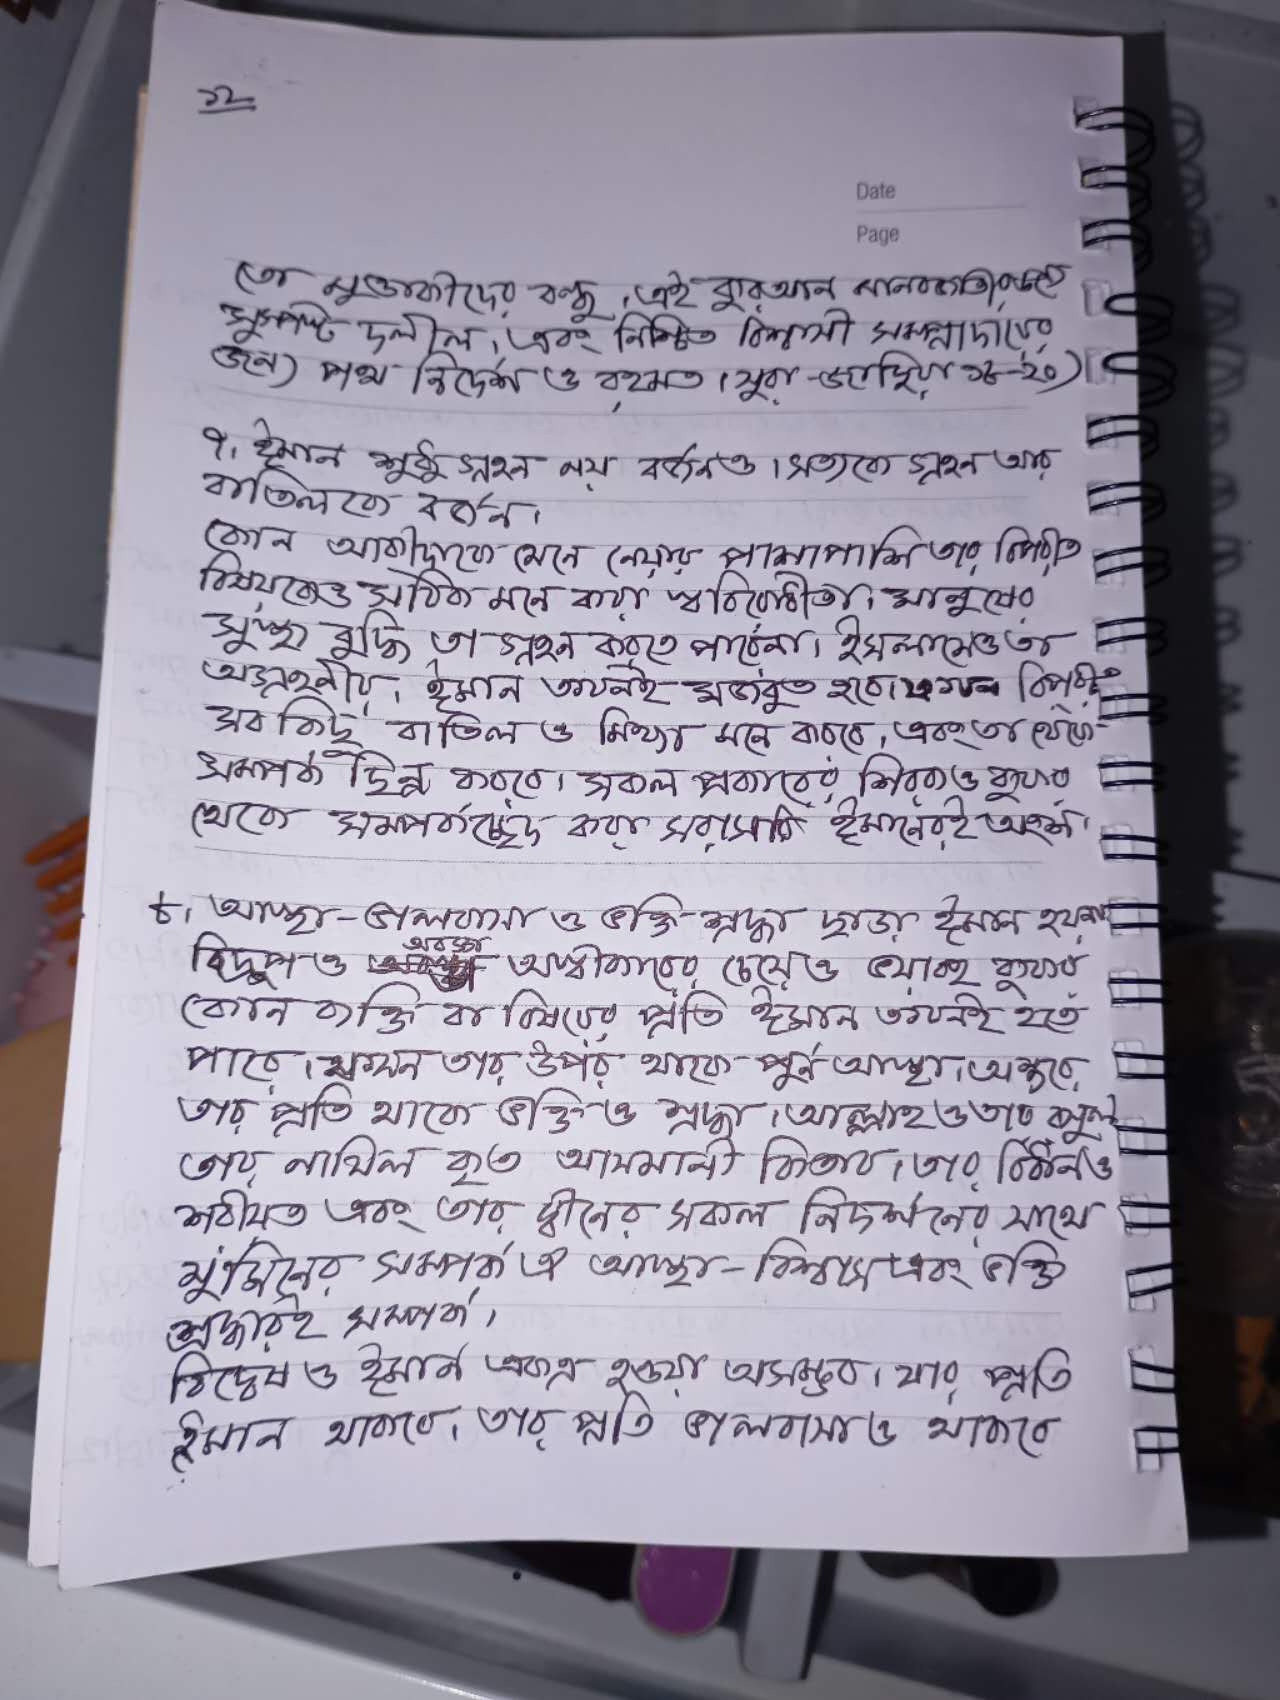 ১২
Date
Page
তো মুত্তাকীদের বন্ধু, এই কুরআন মানবজাতির জন্যে
সুস্পষ্ট দলীল, এবং নিশ্চিত বিশ্বাসী সম্প্রদায়ের
জন্য পথ নির্দেশ ও রহমত। সুরা-জাছিয়া ১৮-২০)
৭। ঈমান শুধু গ্রহন নয় বর্জনও। সত্যকে গ্রহন আর
বাতিলকে বর্জন।
কোন আকীদাকে মেনে নেয়ার পাশাপাশি তার বিপরীত
বিষয়কেও সঠিক মনে করা স্ববিরোধীতা। মানুষের
সুস্থ বুদ্ধি তা গ্রহন করতে পারেনা। ইসলামেও তা
অগ্রহনীয়, ঈমান তখনই মজবুত হবে। যখন বিপরীত
সবকিছু বাতিল ও মিথ্যা মনে করবে, এবং তা থেকে
সম্পর্ক ছিন্ন করবে। সকল প্রকারের শিরক ও কুফর
থেকে সম্পর্কচ্ছেদ করা সরাসরি ঈমানেরই অংশ।
৮। আস্থা-ভালবাসা ও ভক্তি-শ্রদ্ধা ছাড়া ঈমান হয়না
বিদ্রুপ ও অবজ্ঞা অস্বীকারের চেয়েও ভয়াবহ কুফর
কোন ব্যক্তি বা বিষয়ের প্রতি ঈমান তখনই হতে
পারে, যখন তার উপর থাকে পুর্ন আস্থা, অন্তরে
তার প্রতি থাকে ভক্তি ও শ্রদ্ধা। আল্লাহ ও তার রসুল
তার নাযিল কৃত আসমানী কিতাব, তার বিধান ও
শরীয়ত এবং তার দ্বীনের সকল নিদর্শনের সাথে
মুমিনের সম্পর্ক ঐ আস্থা-বিশ্বাস এবং ভক্তি
শ্রদ্ধারই সম্পর্ক।
বিদ্বেষ ও ঈমান একত্র হওয়া অসম্ভব। যার প্রতি
ঈমান থাকবে, তার প্রতি ভালবাসাও থাকবে